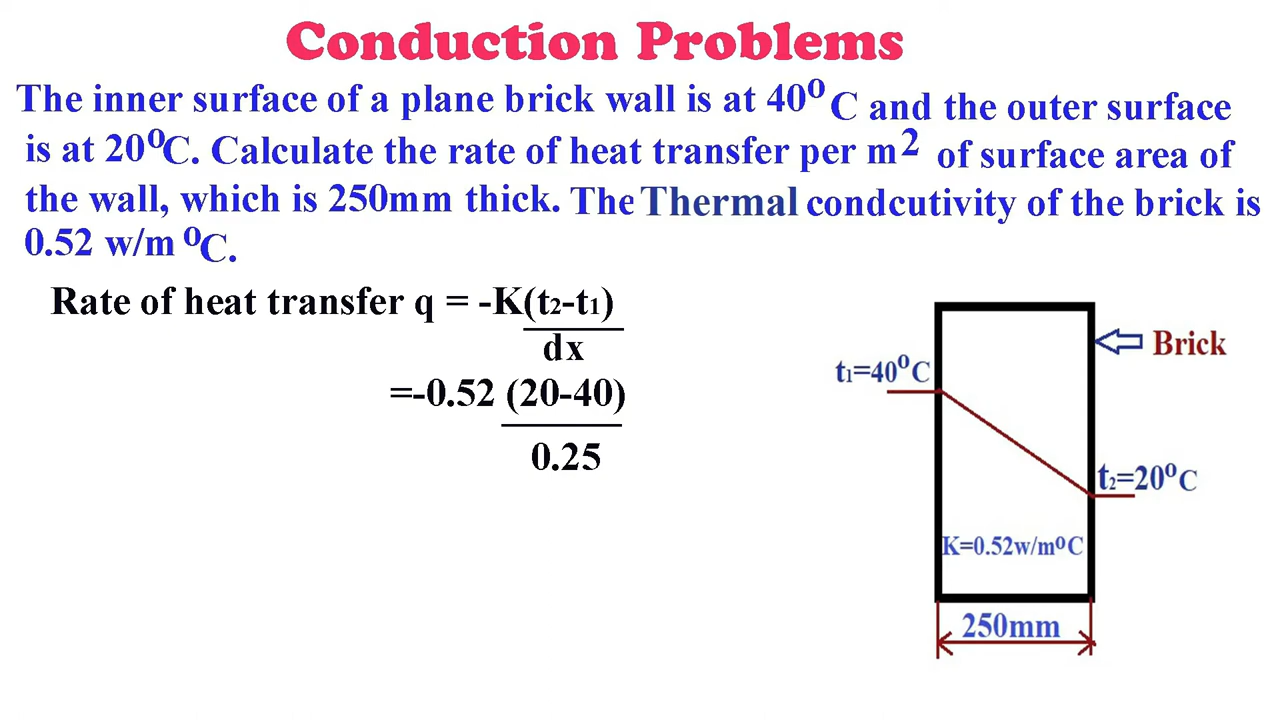 Conduction Problems
The inner surface of a plane brick wall is at 40⁰ C and the outer surface
is at 20⁰C. Calculate the rate of heat transfer per m² of surface area of
the wall, which is 250mm thick. The Thermal condcutivity of the brick is
0.52 w/m ⁰C.
Rate of heat transfer q = -K(t₂-t₁)
dx
=-0.52 (20-40)
0.25
Brick
t₁=40⁰C
t₂=20⁰C
K=0.52w/m⁰C
250mm